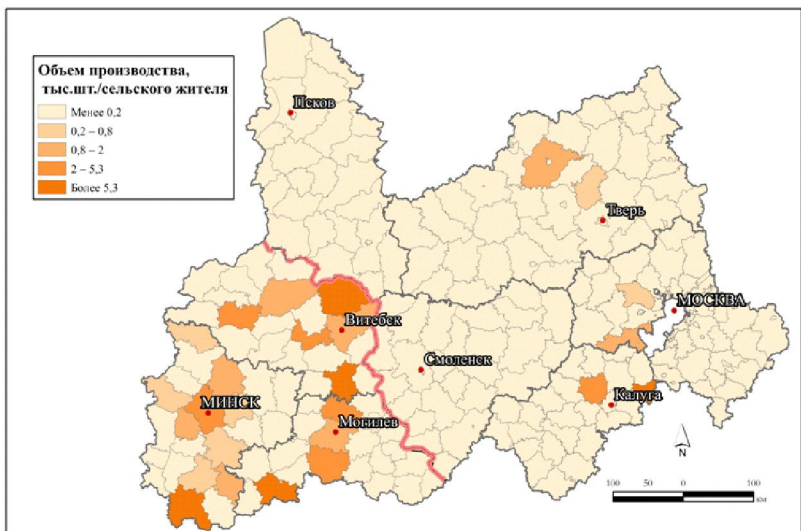 Объем производства,
тыс.шт./сельского жителя
Менее 0,2
0,2 – 0,8
0,8 – 2
2 – 5,3
Более 5,3
Псков
Тверь
МОСКВА
Витебск
Смоленск
Калуга
МИНСК
Могилев
N
100 50 0 100
км